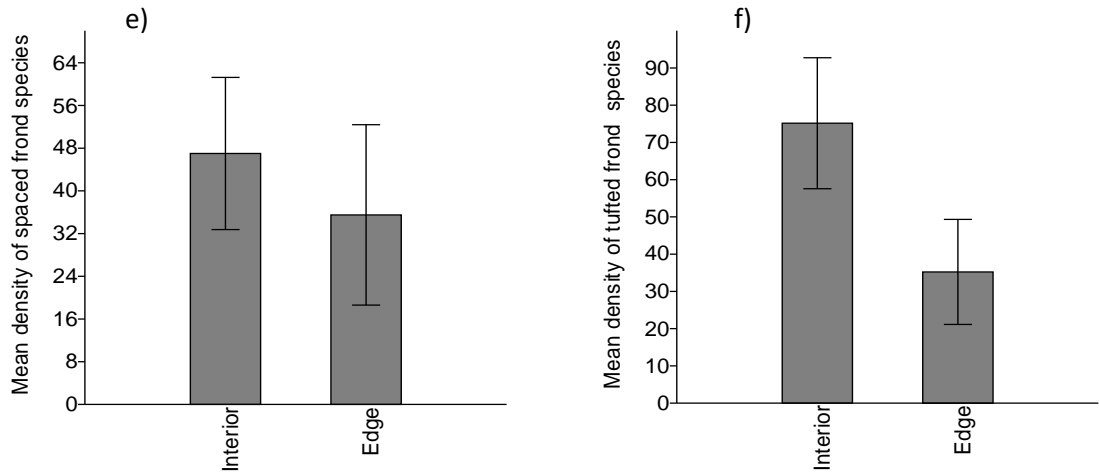 e)
Mean density of spaced frond species
64
56
48
40
32
24
16
8
0
Interior
Edge
f)
Mean density of tufted frond species
90
80
70
60
50
40
30
20
10
0
Interior
Edge